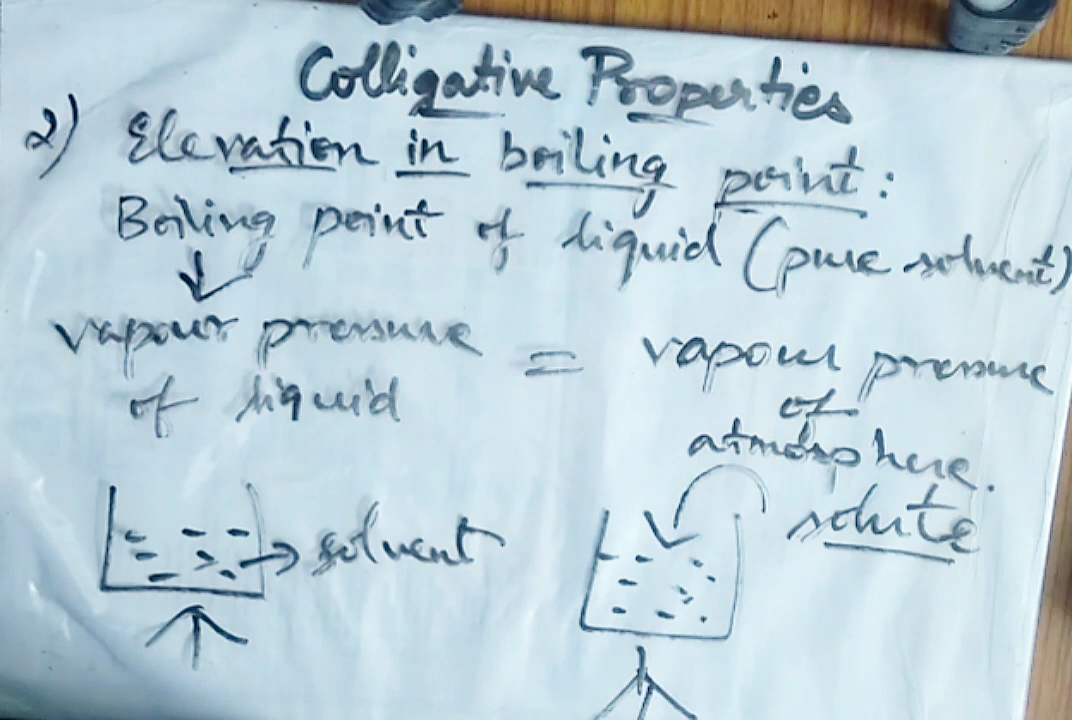 Colligative Properties
2) Elevation in boiling point:
Boiling point of liquid (pure solvent)
vapour pressure = vapour pressure
of liquid of
atmosphere.
solvent solute